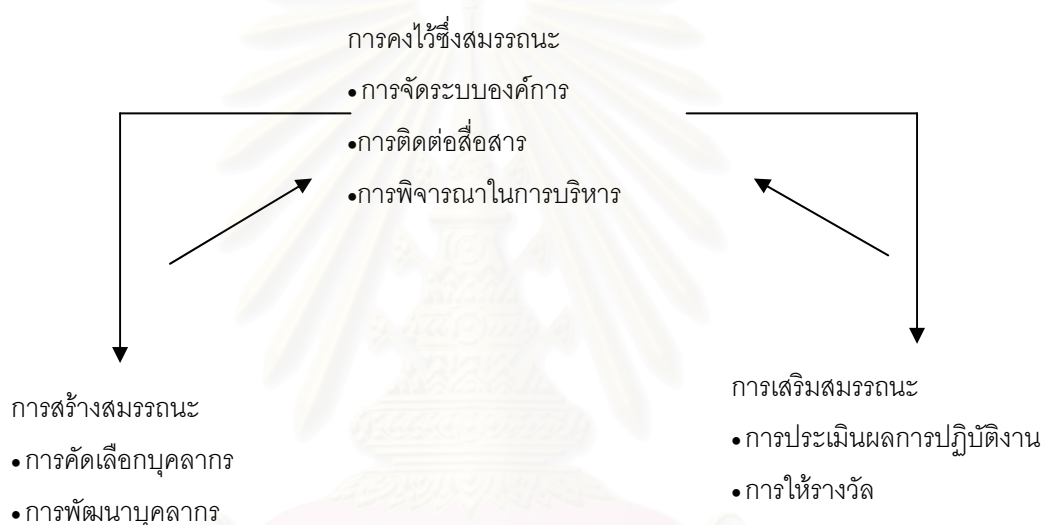 การคงไว้ซึ่งสมรรถนะ
• การจัดระบบองค์การ
•การติดต่อสื่อสาร
•การพิจารณาในการบริหาร
การสร้างสมรรถนะ
• การคัดเลือกบุคลากร
• การพัฒนาบุคลากร
การเสริมสมรรถนะ
• การประเมินผลการปฏิบัติงาน
• การให้รางวัล